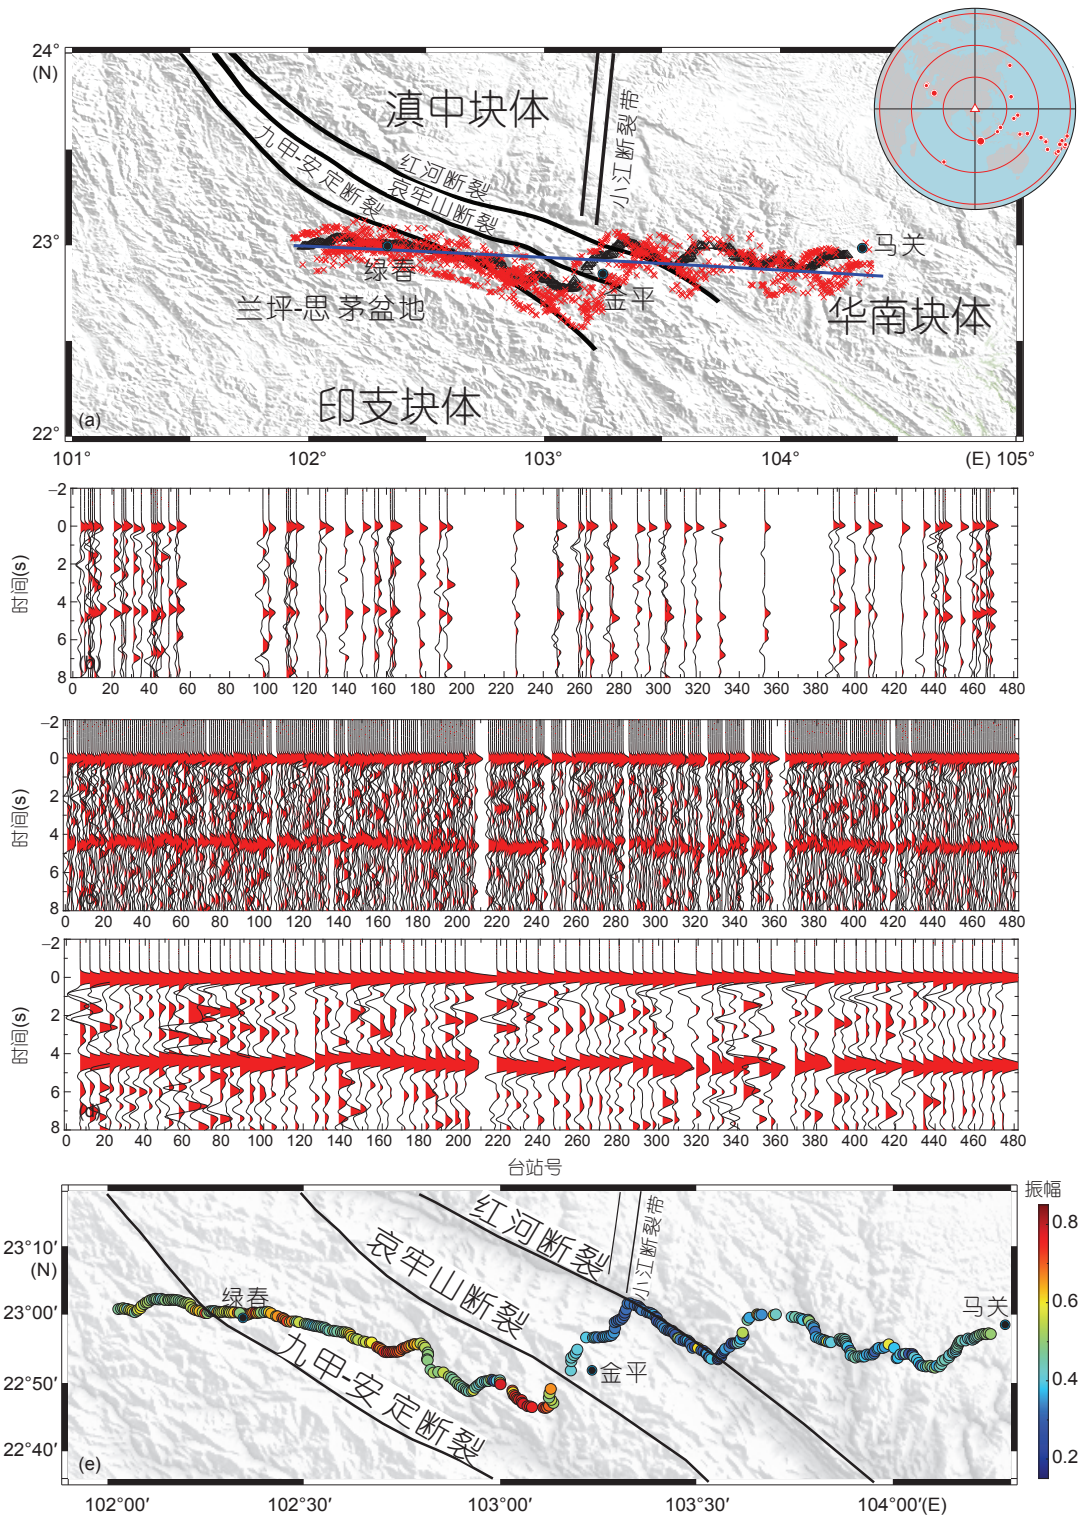 24°
(N)
滇中块体
九甲-安定断裂
红河断裂
哀牢山断裂
小江断裂带
23°
马关
绿春
金平
兰坪-思茅盆地
华南块体
印支块体
(a)
22°
101° 102° 103° 104° (E) 105°
−2
0
2
4
6
8
时间(s)
(b)
0 20 40 60 80 100 120 140 160 180 200 220 240 260 280 300 320 340 360 380 400 420 440 460 480
−2
0
2
4
6
8
时间(s)
0 20 40 60 80 100 120 140 160 180 200 220 240 260 280 300 320 340 360 380 400 420 440 460 480
−2
0
2
4
6
8
时间(s)
(d)
0 20 40 60 80 100 120 140 160 180 200 220 240 260 280 300 320 340 360 380 400 420 440 460 480
台站号
振幅
红河断裂
小江断裂带
0.8
23°10′
(N)
哀牢山断裂
绿春
马关
23°00′
0.6
九甲-安定断裂
金平
22°50′
0.4
22°40′
(e)
0.2
102°00′ 102°30′ 103°00′ 103°30′ 104°00′(E)